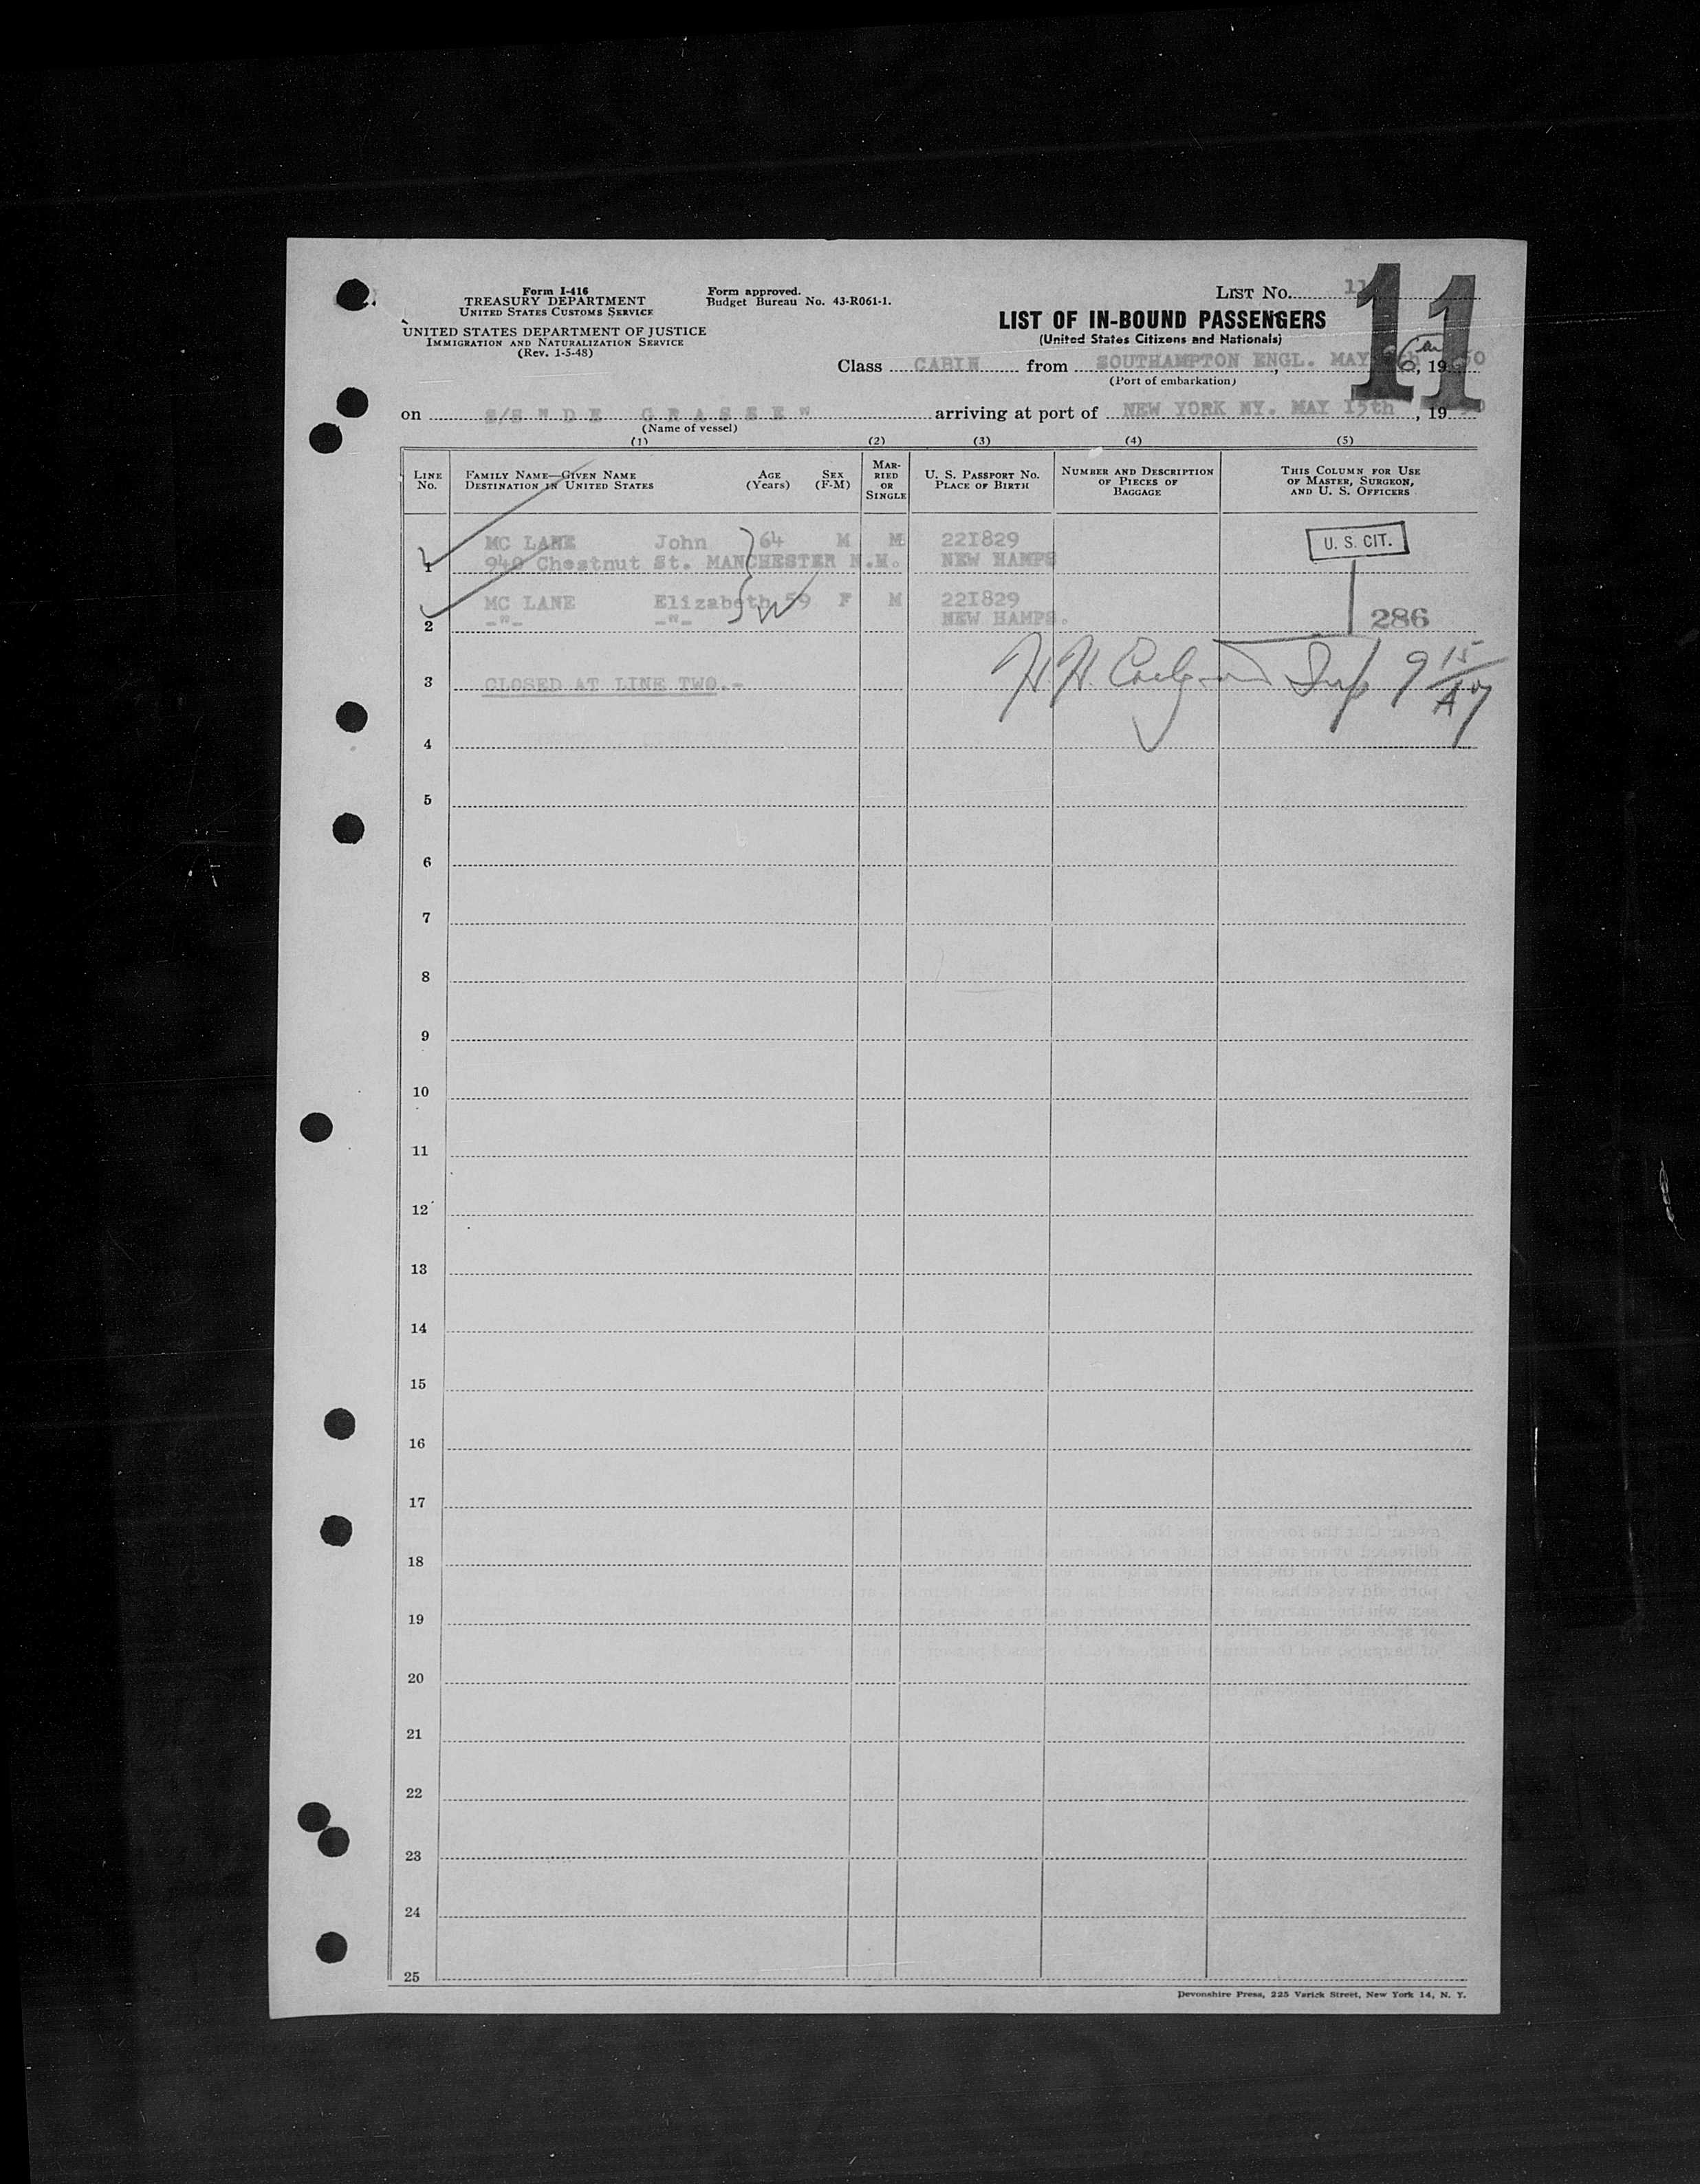 Form I-416
TREASURY DEPARTMENT
UNITED STATES CUSTOMS SERVICE
UNITED STATES DEPARTMENT OF JUSTICE
IMMIGRATION AND NATURALIZATION SERVICE
(Rev. 1-5-48)
Form approved.
Budget Bureau No. 43-R061-1.
LIST No. 11
11
LIST OF IN-BOUND PASSENGERS
(United States Citizens and Nationals)
Class CABIN from SOUTHAMPTON ENGL. MAY 6, 1950
(Port of embarkation)
on S/S "DE GRASSE" arriving at port of NEW YORK NY. MAY 15th, 19
(Name of vessel)
(1) (2) (3) (4) (5)
LINE No. FAMILY NAME—GIVEN NAME DESTINATION IN UNITED STATES AGE (Years) SEX (F-M) MARRIED OR SINGLE U. S. PASSPORT No. PLACE OF BIRTH NUMBER AND DESCRIPTION OF PIECES OF BAGGAGE THIS COLUMN FOR USE OF MASTER, SURGEON, AND U. S. OFFICERS
MC LANE John 64 M M 221829 U. S. CIT.
1 940 Chestnut St. MANCHESTER N.H. NEW HAMPS
MC LANE Elizabeth 59 F M 221829
2 -"- -"- NEW HAMPS. 286
3 CLOSED AT LINE TWO.-
4
5
6
7
8
9
10
11
12
13
14
15
16
17
18
19
20
21
22
23
24
25
Devonshire Press, 225 Varick Street, New York 14, N. Y.